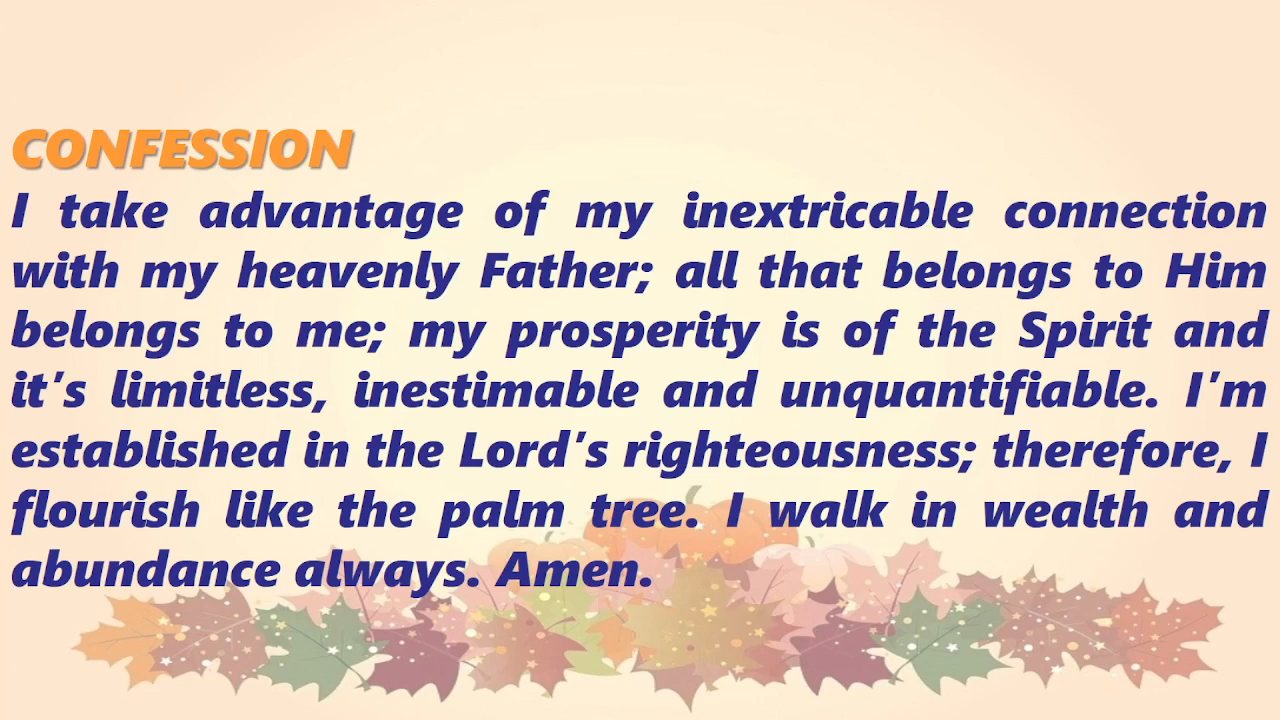 CONFESSION
I take advantage of my inextricable connection
with my heavenly Father; all that belongs to Him
belongs to me; my prosperity is of the Spirit and
it's limitless, inestimable and unquantifiable. I'm
established in the Lord's righteousness; therefore, I
flourish like the palm tree. I walk in wealth and
abundance always. Amen.